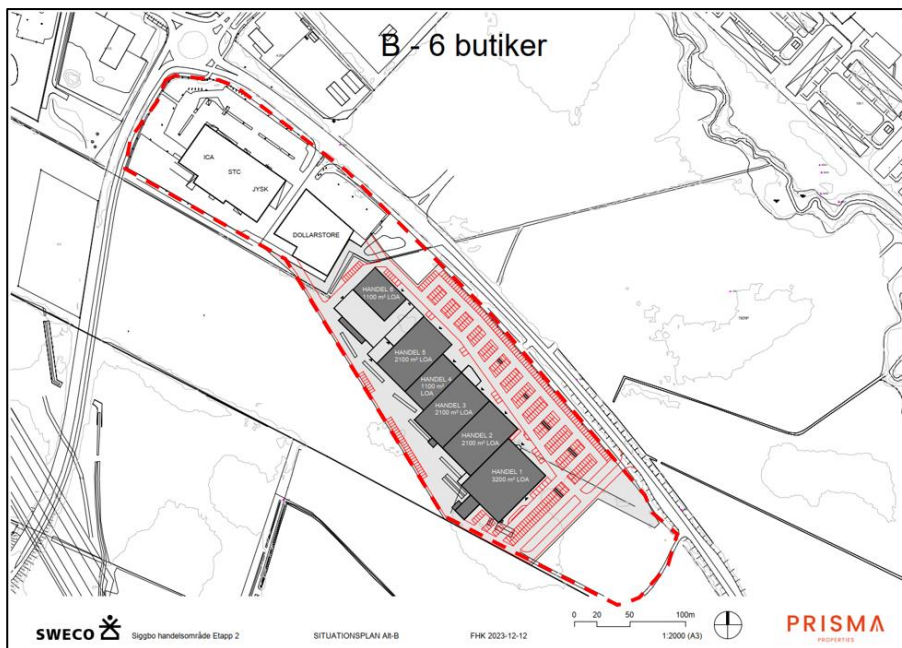 B - 6 butiker
ICA
STC
JYSK
DOLLARSTORE
HANDEL 6
1100 m² LOA
HANDEL 5
2100 m² LOA
HANDEL 4
1100 m²
LOA
HANDEL 3
2100 m² LOA
HANDEL 2
2100 m² LOA
HANDEL 1
3200 m² LOA
SWECO
Siggbo handelsområde Etapp 2
SITUATIONSPLAN Alt-B
FHK 2023-12-12
0 20 50 100m
1:2000 (A3)
PRISMA
PROPERTIES